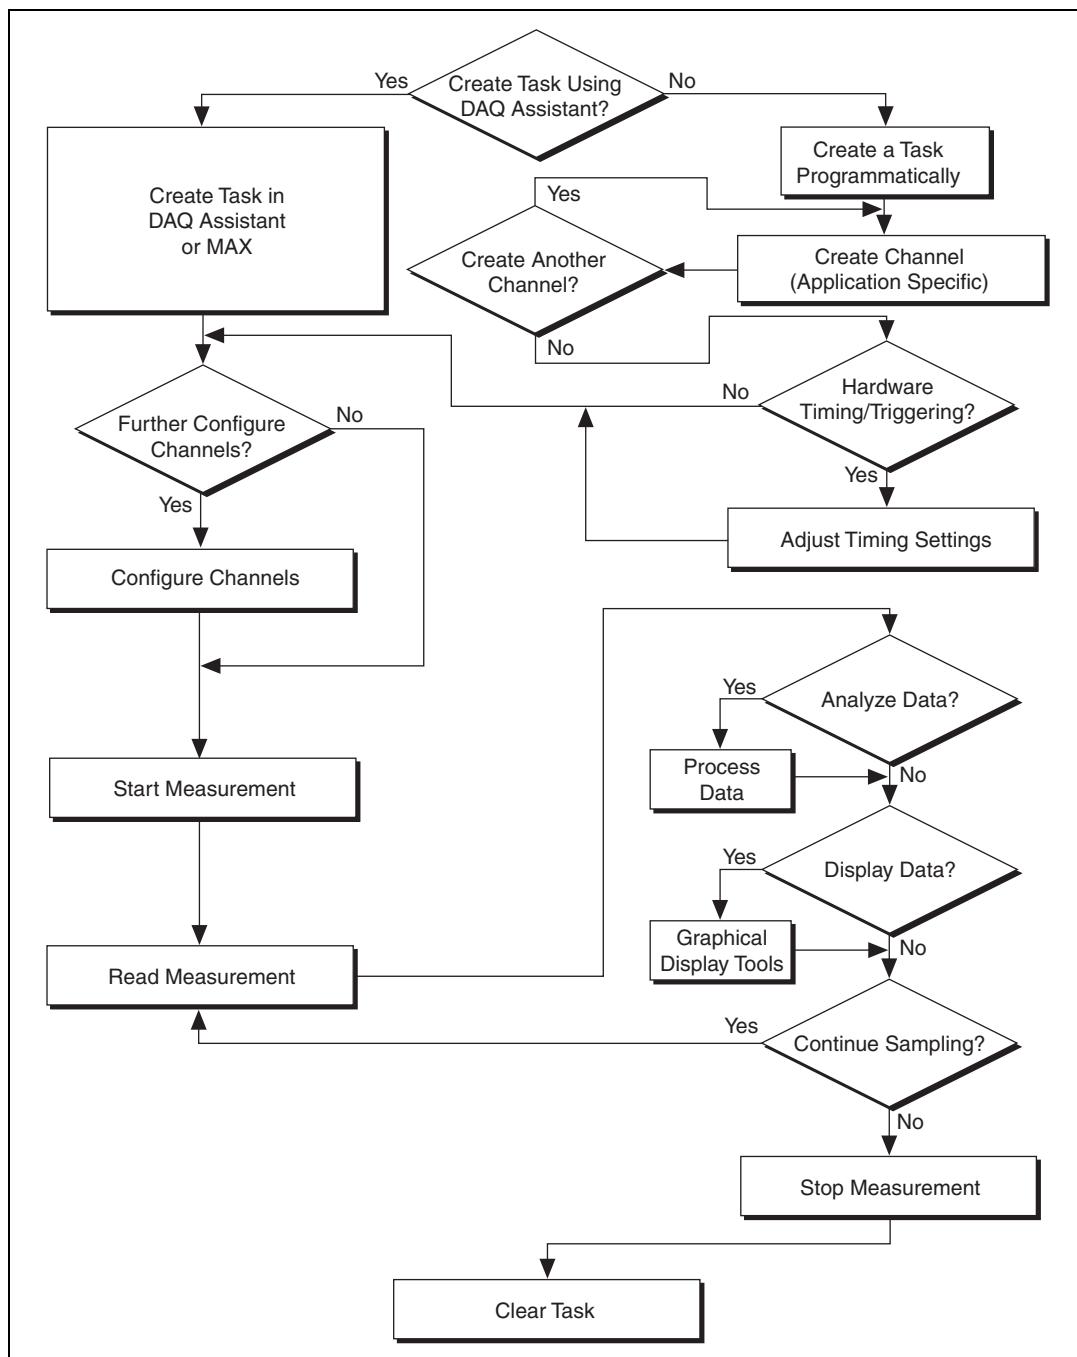 Create Task Using
DAQ Assistant?
Yes
No
Create Task in
DAQ Assistant
or MAX
Create a Task
Programmatically
Yes
Create Another
Channel?
Create Channel
(Application Specific)
No
Hardware
Timing/Triggering?
No
Yes
Adjust Timing Settings
Further Configure
Channels?
No
Yes
Configure Channels
Start Measurement
Read Measurement
Analyze Data?
Yes
No
Process
Data
Display Data?
Yes
No
Graphical
Display Tools
Continue Sampling?
Yes
No
Stop Measurement
Clear Task